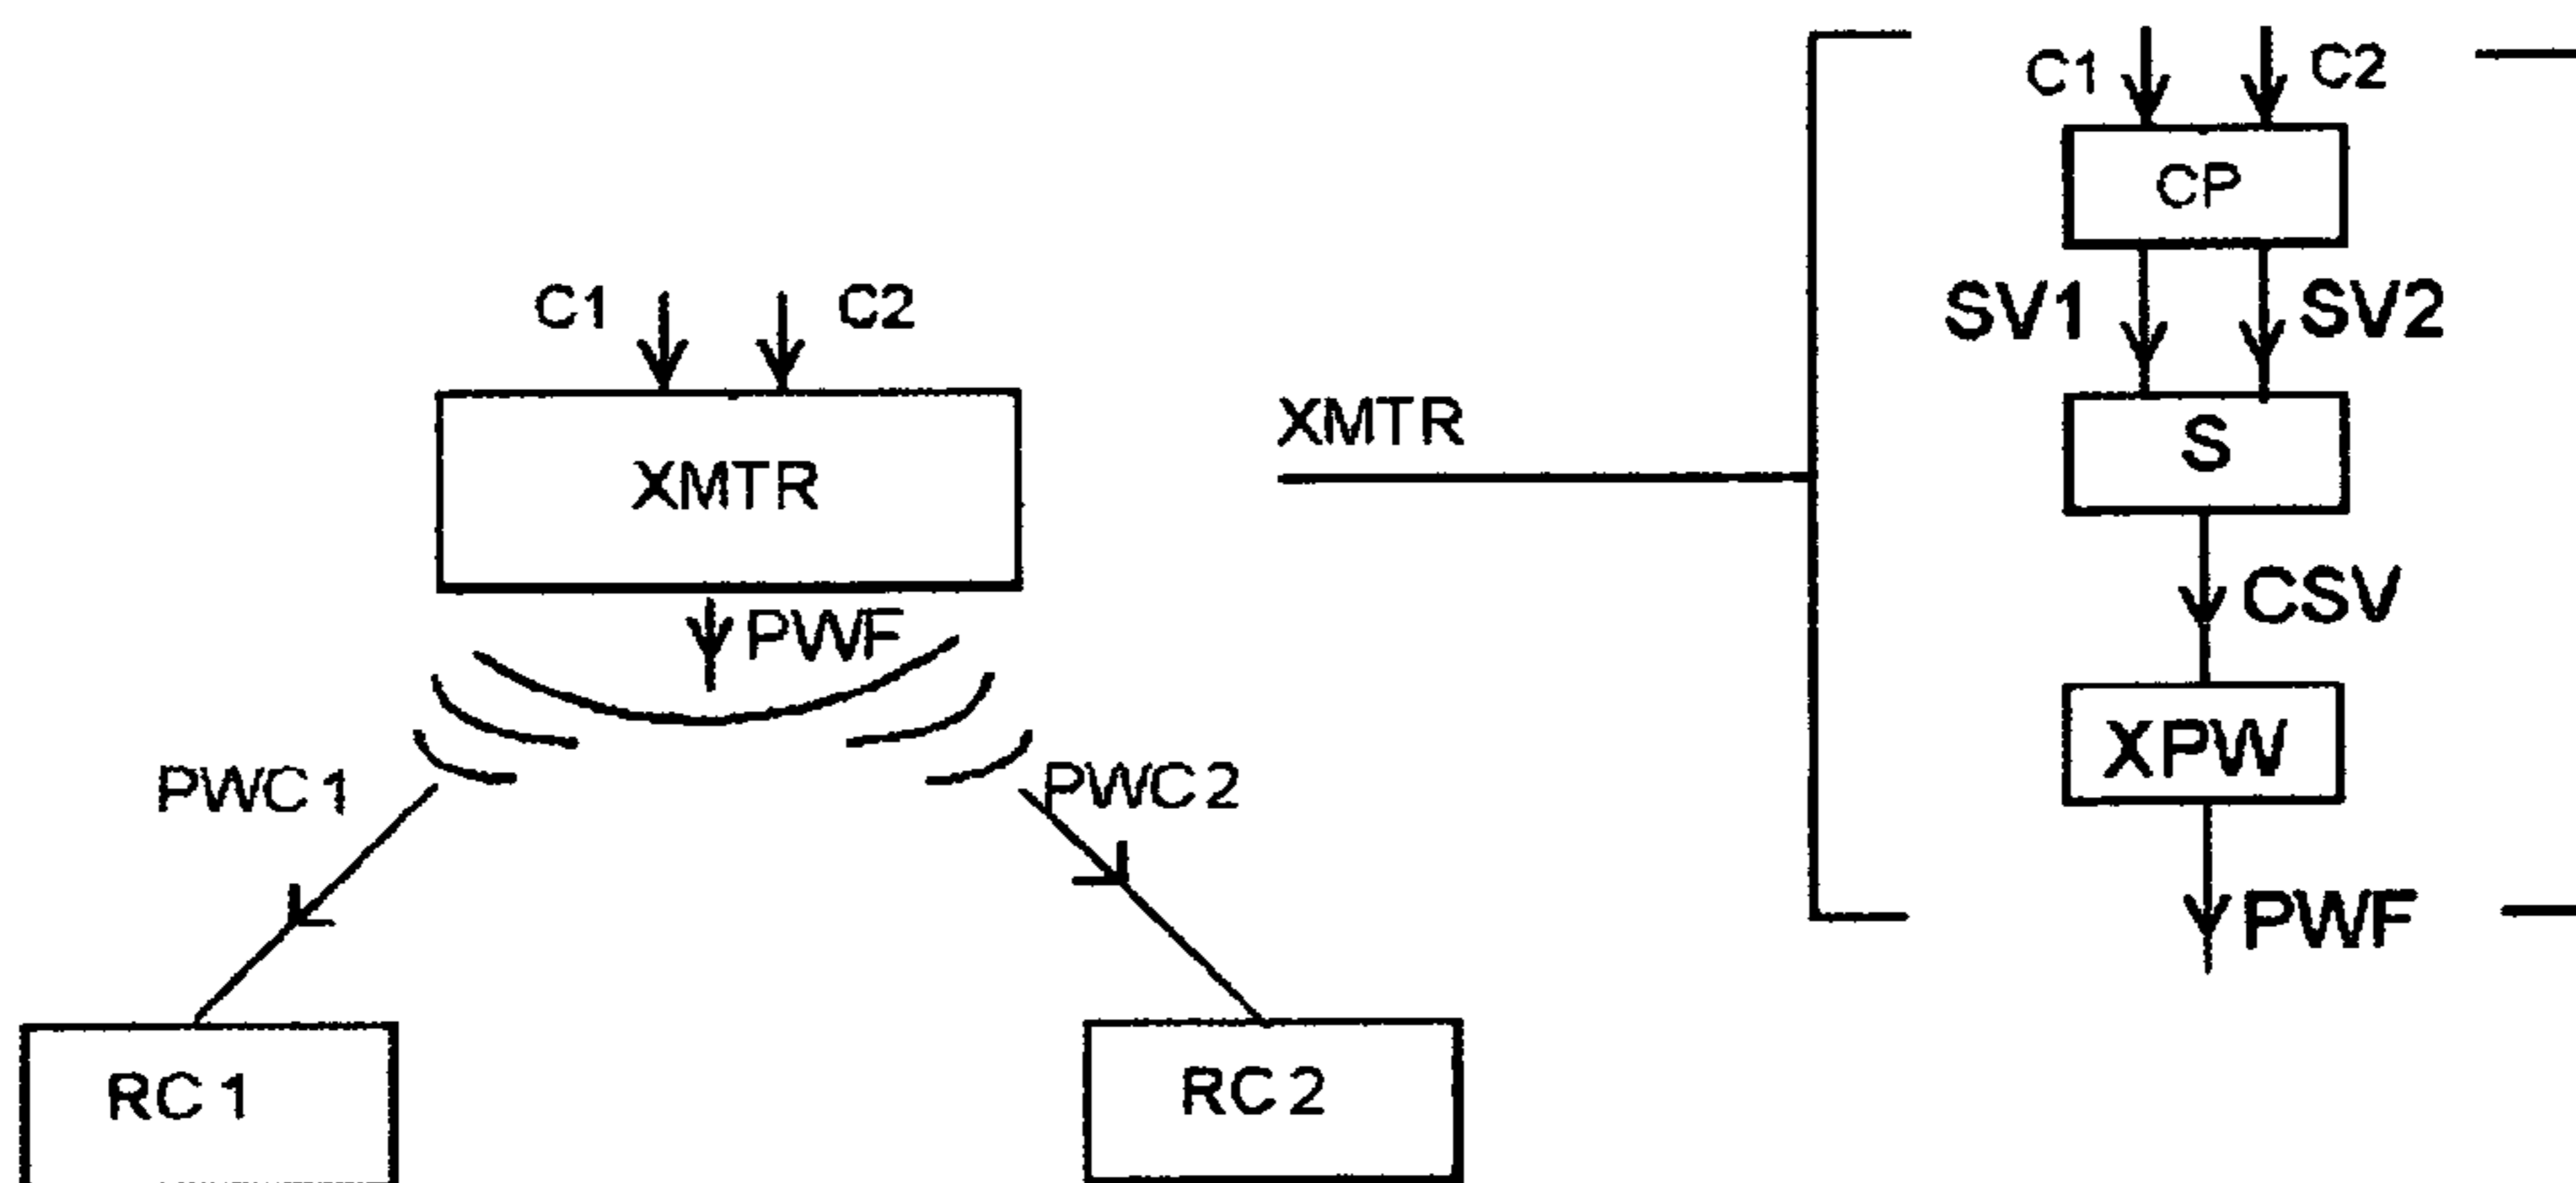 C1 C2
XMTR
PWF
PWC1 PWC2
RC1 RC2
XMTR
C1 C2
CP
SV1 SV2
S
CSV
XPW
PWF